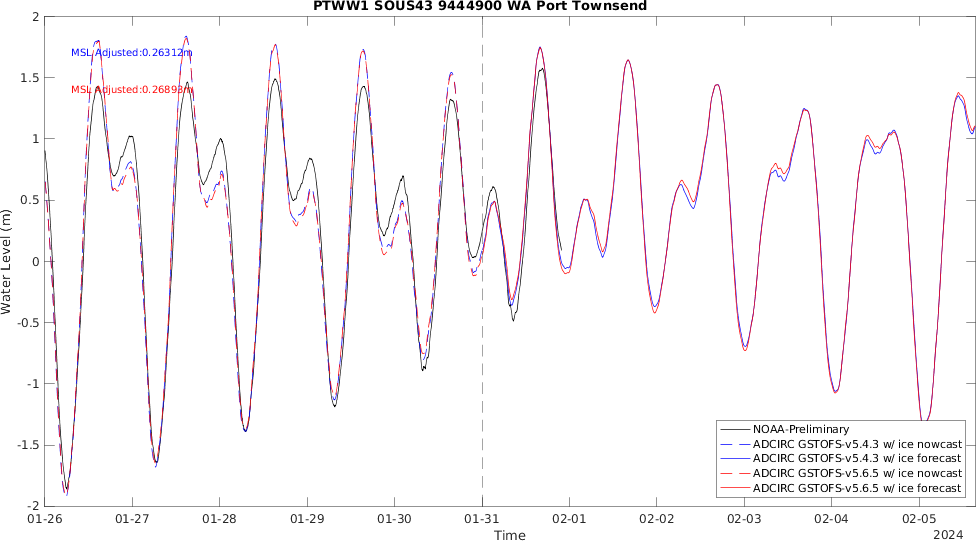 PTWW1 SOUS43 9444900 WA Port Townsend
MSL Adjusted:0.26312m
MSL Adjusted:0.26893m
Water Level (m)
2
1.5
1
0.5
0
-0.5
-1
-1.5
-2
NOAA-Preliminary
ADCIRC GSTOFS-v5.4.3 w/ ice nowcast
ADCIRC GSTOFS-v5.4.3 w/ ice forecast
ADCIRC GSTOFS-v5.6.5 w/ ice nowcast
ADCIRC GSTOFS-v5.6.5 w/ ice forecast
01-26 01-27 01-28 01-29 01-30 01-31 02-01 02-02 02-03 02-04 02-05
Time
2024